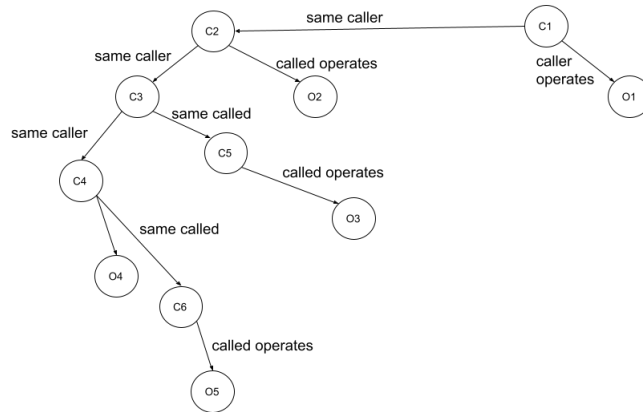 same caller
C2
C1
same caller
called operates
caller
operates
C3
O2
O1
same caller
same called
C5
C4
called operates
O3
same called
O4
C6
called operates
O5